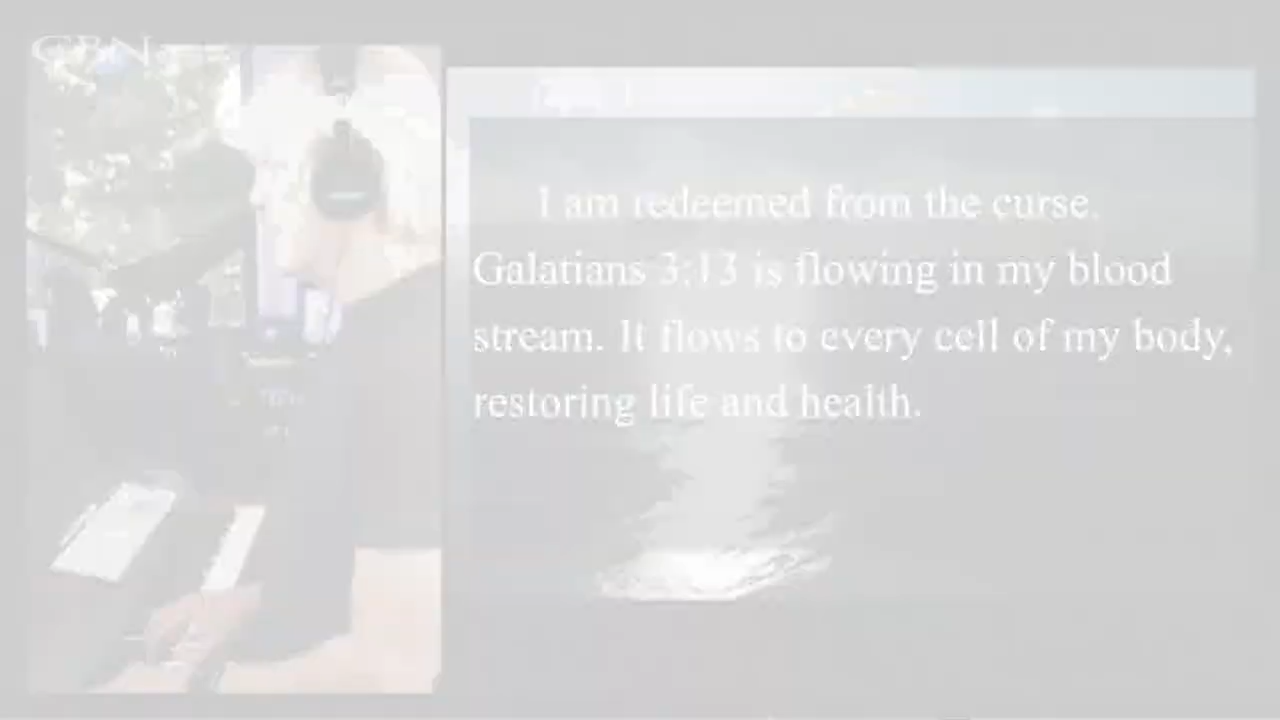 CBN
I am redeemed from the curse.
Galatians 3:13 is flowing in my blood
stream. It flows to every cell of my body,
restoring life and health.